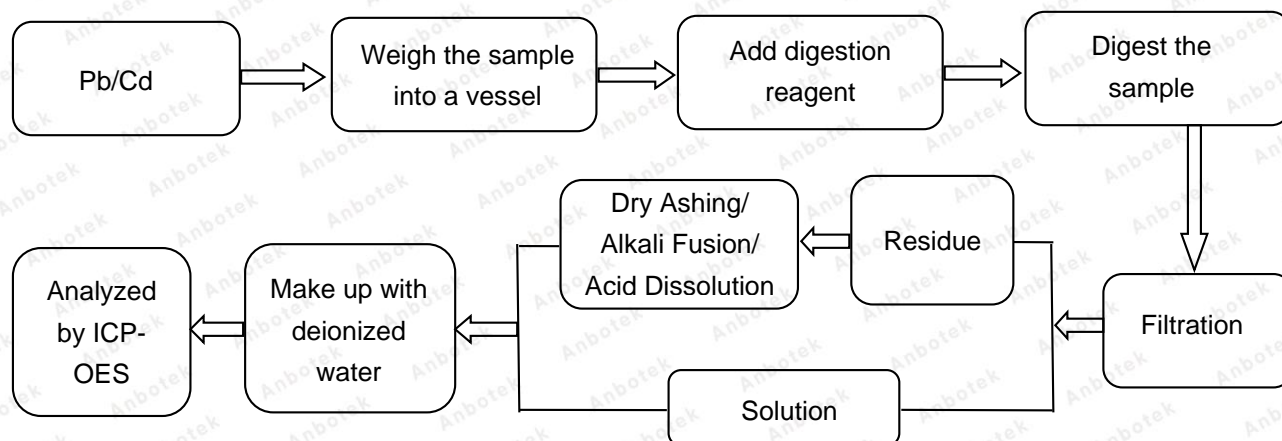 Pb/Cd
Weigh the sample
into a vessel
Add digestion
reagent
Digest the
sample
Filtration
Residue
Dry Ashing/
Alkali Fusion/
Acid Dissolution
Solution
Make up with
deionized
water
Analyzed
by ICP-
OES
Anbotek